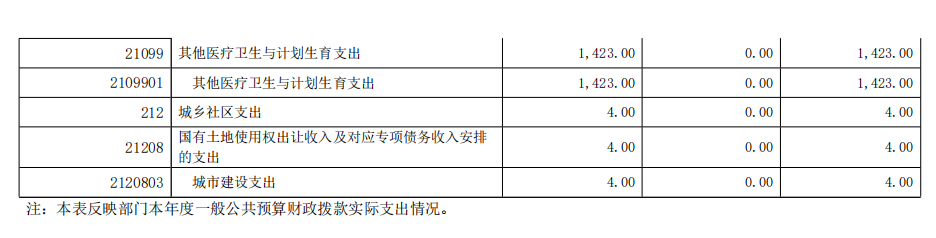 21099 其他医疗卫生与计划生育支出 1,423.00 0.00 1,423.00
2109901 其他医疗卫生与计划生育支出 1,423.00 0.00 1,423.00
212 城乡社区支出 4.00 0.00 4.00
21208 国有土地使用权出让收入及对应专项债务收入安排
的支出 4.00 0.00 4.00
2120803 城市建设支出 4.00 0.00 4.00
注：本表反映部门本年度一般公共预算财政拨款实际支出情况。